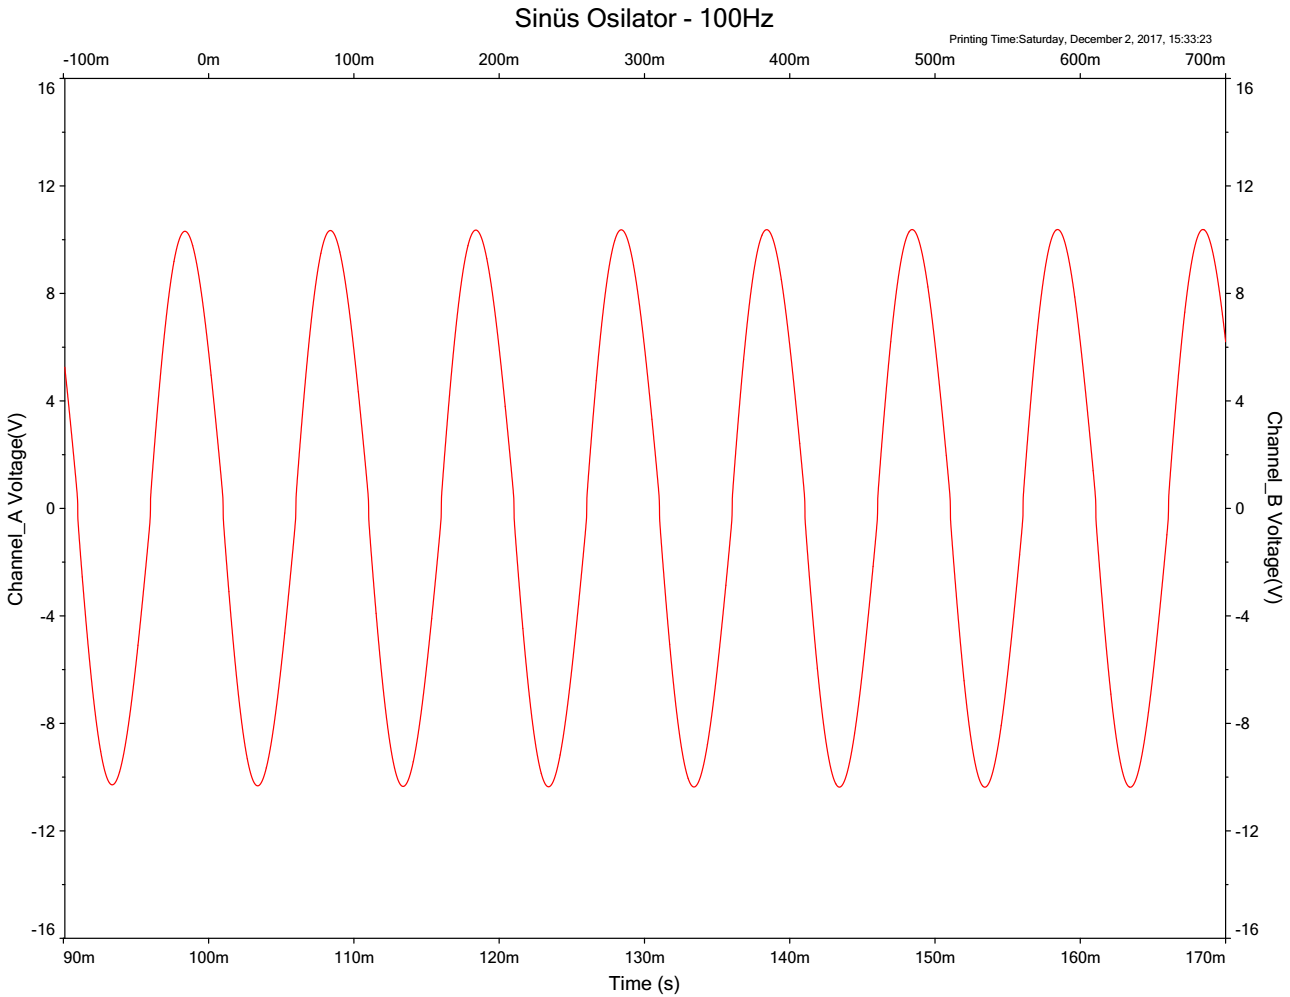 Sinüs Osilator - 100Hz
Printing Time:Saturday, December 2, 2017, 15:33:23
-100m 0m 100m 200m 300m 400m 500m 600m 700m
16 16
12 12
8 8
4 4
Channel_A Voltage(V)
Channel_B Voltage(V)
0 0
-4 -4
-8 -8
-12 -12
-16 -16
90m 100m 110m 120m 130m 140m 150m 160m 170m
Time (s)